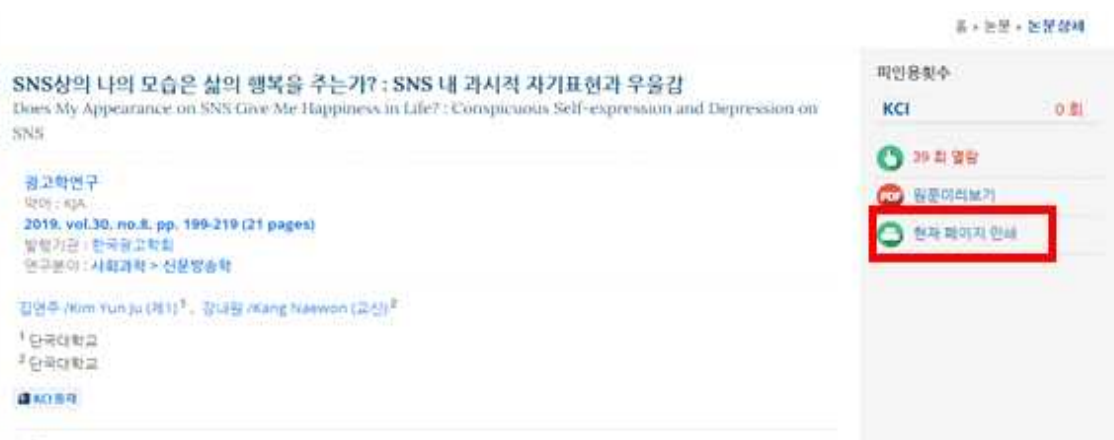 홈 > 논문 > 논문상세
SNS상의 나의 모습은 삶의 행복을 주는가? : SNS 내 과시적 자기표현과 우울감
Does My Appearance on SNS Give Me Happiness in Life? : Conspicuous Self-expression and Depression on
SNS
광고학연구
약어 : KJA
2019, vol.30, no.8, pp. 199-219 (21 pages)
발행기관 : 한국광고학회
연구분야 : 사회과학 > 신문방송학
김연주 /Kim Yun Ju (제1) 1, 강내원 /Kang Naewon (교신) 2
1 단국대학교
2 단국대학교
KCI 등재
피인용횟수
KCI 0 회
39 회 열람
PDF 원문미리보기
현재 페이지 인쇄